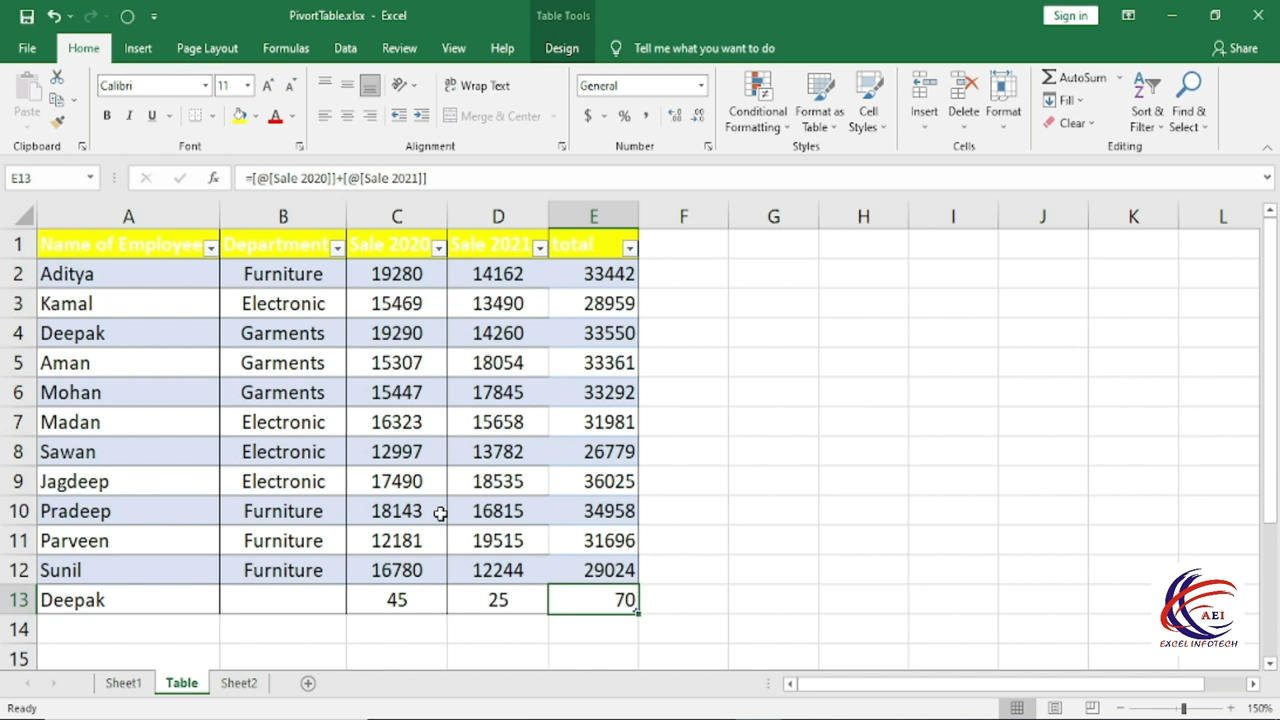 PivortTable.xlsx - Excel
Table Tools
Sign in
File Home Insert Page Layout Formulas Data Review View Help Design Tell me what you want to do Share
Paste
Clipboard
Calibri 11
B I U
Font
Wrap Text
Merge & Center
Alignment
General
$ % ,
Number
Conditional Formatting
Format as Table
Cell Styles
Styles
Insert
Delete
Format
Cells
AutoSum
Fill
Clear
Sort & Filter
Find & Select
Editing
E13 fx =[@[Sale 2020]]+[@[Sale 2021]]
A B C D E F G H I J K L
1 Name of Employee Department Sale 2020 Sale 2021 total
2 Aditya Furniture 19280 14162 33442
3 Kamal Electronic 15469 13490 28959
4 Deepak Garments 19290 14260 33550
5 Aman Garments 15307 18054 33361
6 Mohan Garments 15447 17845 33292
7 Madan Electronic 16323 15658 31981
8 Sawan Electronic 12997 13782 26779
9 Jagdeep Electronic 17490 18535 36025
10 Pradeep Furniture 18143 16815 34958
11 Parveen Furniture 12181 19515 31696
12 Sunil Furniture 16780 12244 29024
13 Deepak 45 25 70
14
15
AEI
EXCEL INFOTECH
Sheet1 Table Sheet2
Ready 150%